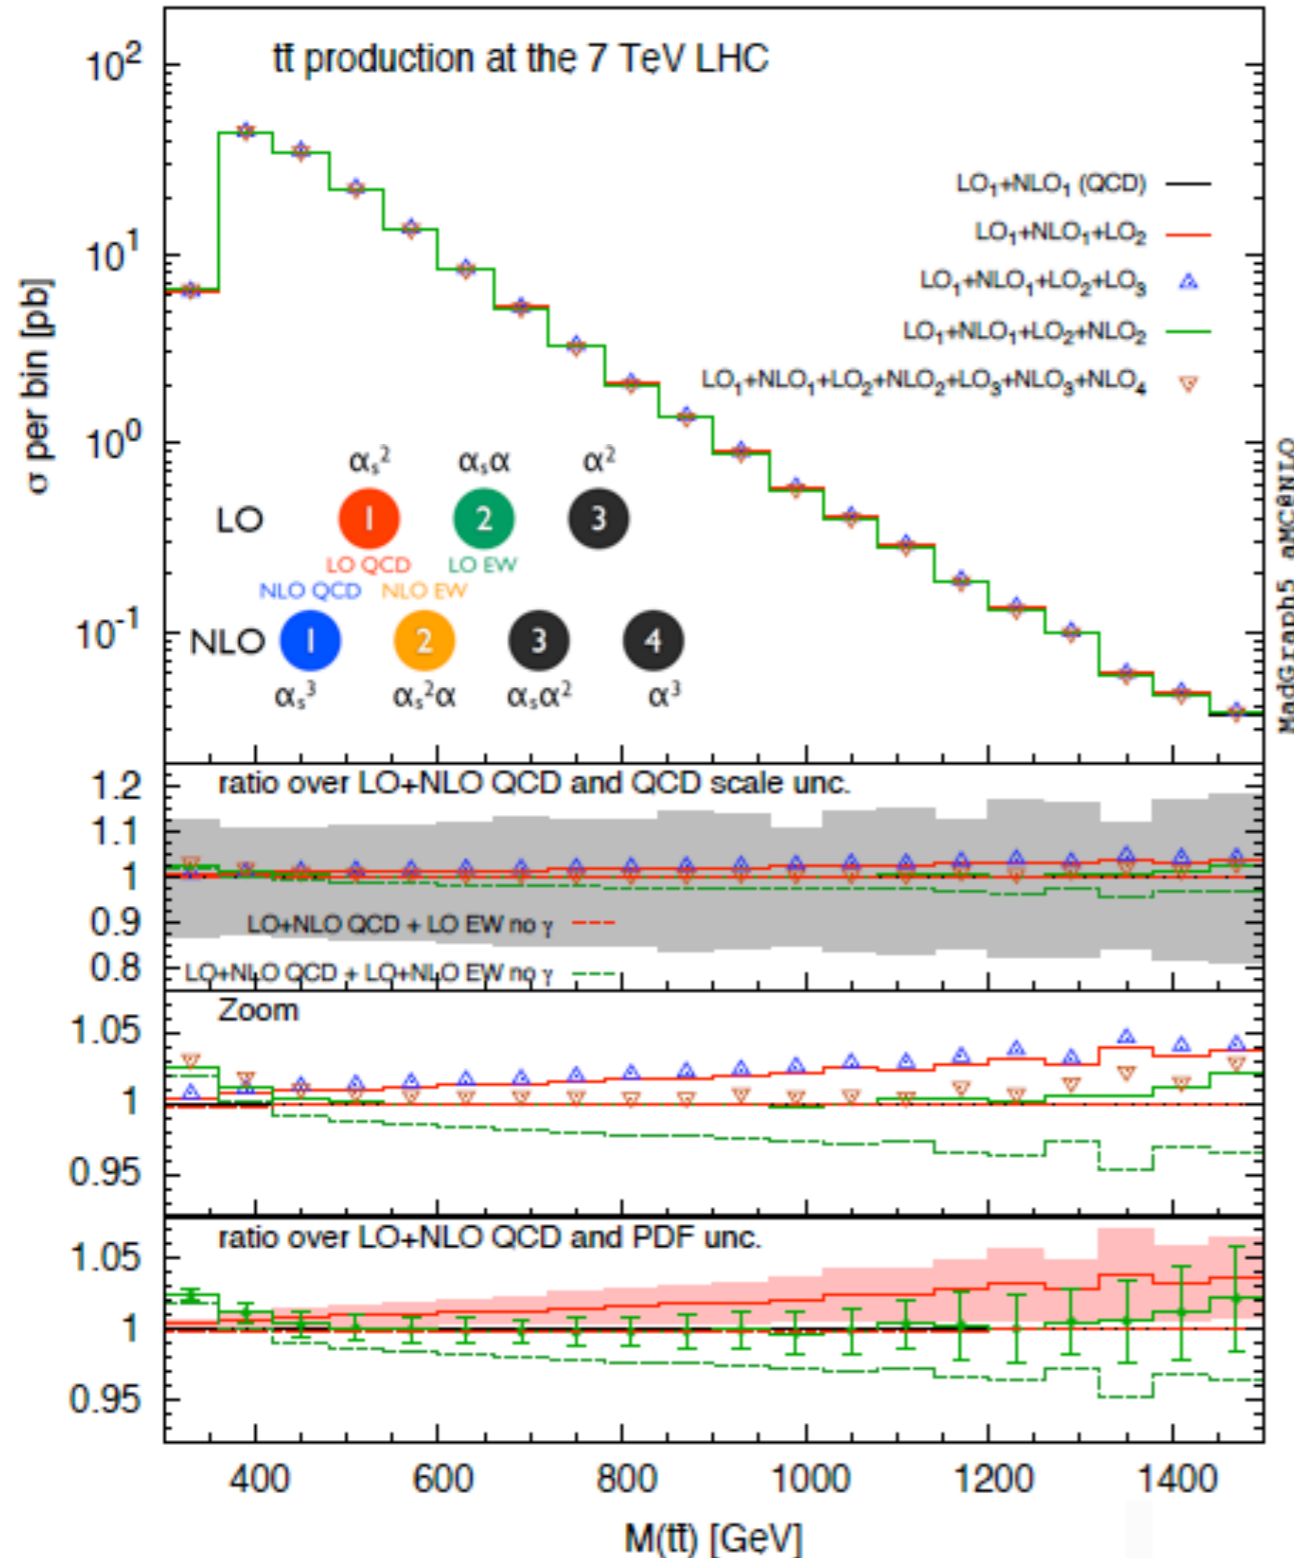 tt̄ production at the 7 TeV LHC
σ per bin [pb]
10²
10¹
10⁰
10⁻¹
LO₁+NLO₁ (QCD)
LO₁+NLO₁+LO₂
LO₁+NLO₁+LO₂+LO₃
LO₁+NLO₁+LO₂+NLO₂
LO₁+NLO₁+LO₂+NLO₂+LO₃+NLO₃+NLO₄
MadGraph5_aMC@NLO
αₛ² αₛα α²
LO 1 2 3
LO QCD LO EW
NLO QCD NLO EW
NLO 1 2 3 4
αₛ³ αₛ²α αₛα² α³
ratio over LO+NLO QCD and QCD scale unc.
1.2
1.1
1
0.9
0.8
LO+NLO QCD + LO EW no γ
LO+NLO QCD + LO+NLO EW no γ
Zoom
1.05
1
0.95
ratio over LO+NLO QCD and PDF unc.
1.05
1
0.95
400 600 800 1000 1200 1400
M(tt̄) [GeV]